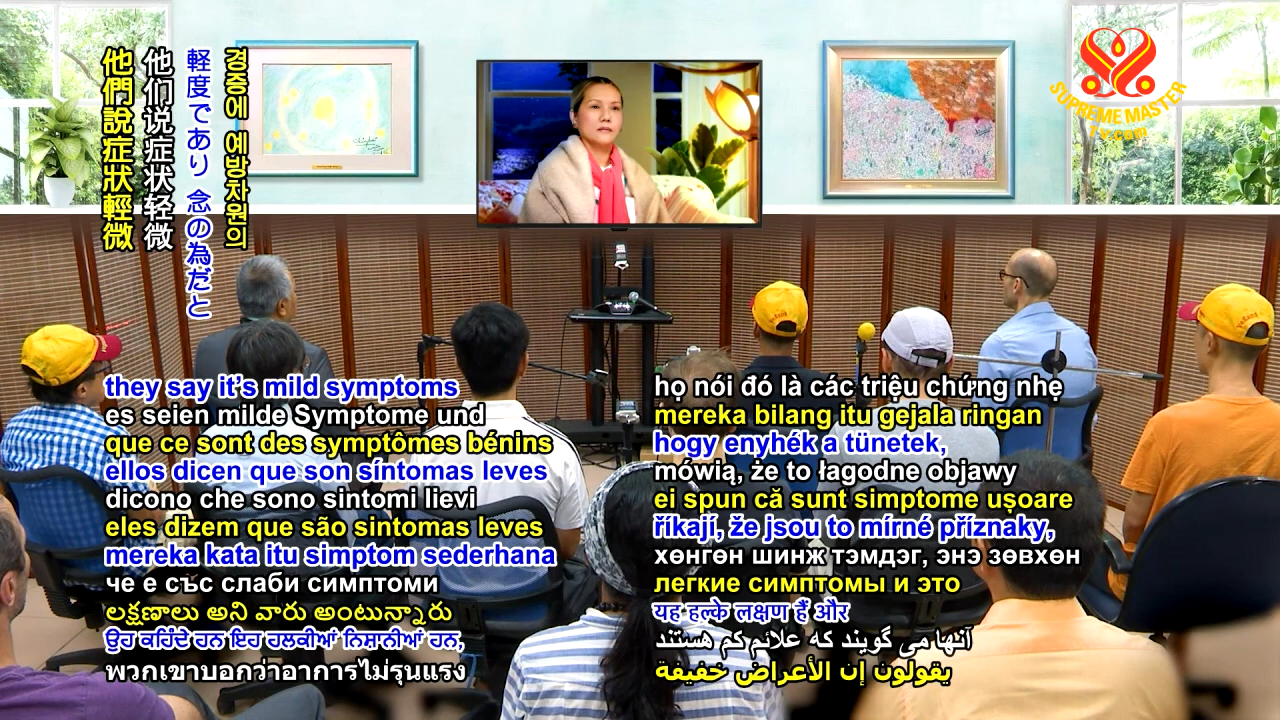 他們說症狀輕微
他们说症状轻微
軽度であり 念の為だと
경증에 예방차원의
SUPREME MASTER
TV.com
they say it's mild symptoms
es seien milde Symptome und
que ce sont des symptômes bénins
ellos dicen que son síntomas leves
dicono che sono sintomi lievi
eles dizem que são sintomas leves
mereka kata itu simptom sederhana
че е със слаби симптоми
లక్షణాలు అని వారు అంటున్నారు
ਉਹ ਕਹਿੰਦੇ ਹਨ ਇਹ ਹਲਕੀਆਂ ਨਿਸ਼ਾਨੀਆਂ ਹਨ,
พวกเขาบอกว่าอาการไม่รุนแรง
họ nói đó là các triệu chứng nhẹ
mereka bilang itu gejala ringan
hogy enyhék a tünetek,
mówią, że to łagodne objawy
ei spun că sunt simptome ușoare
říkají, že jsou to mírné příznaky,
хөнгөн шинж тэмдэг, энэ зөвхөн
легкие симптомы и это
यह हल्के लक्षण हैं और
آنها می گویند که علائم کم هستند
يقولون إن الأعراض خفيفة